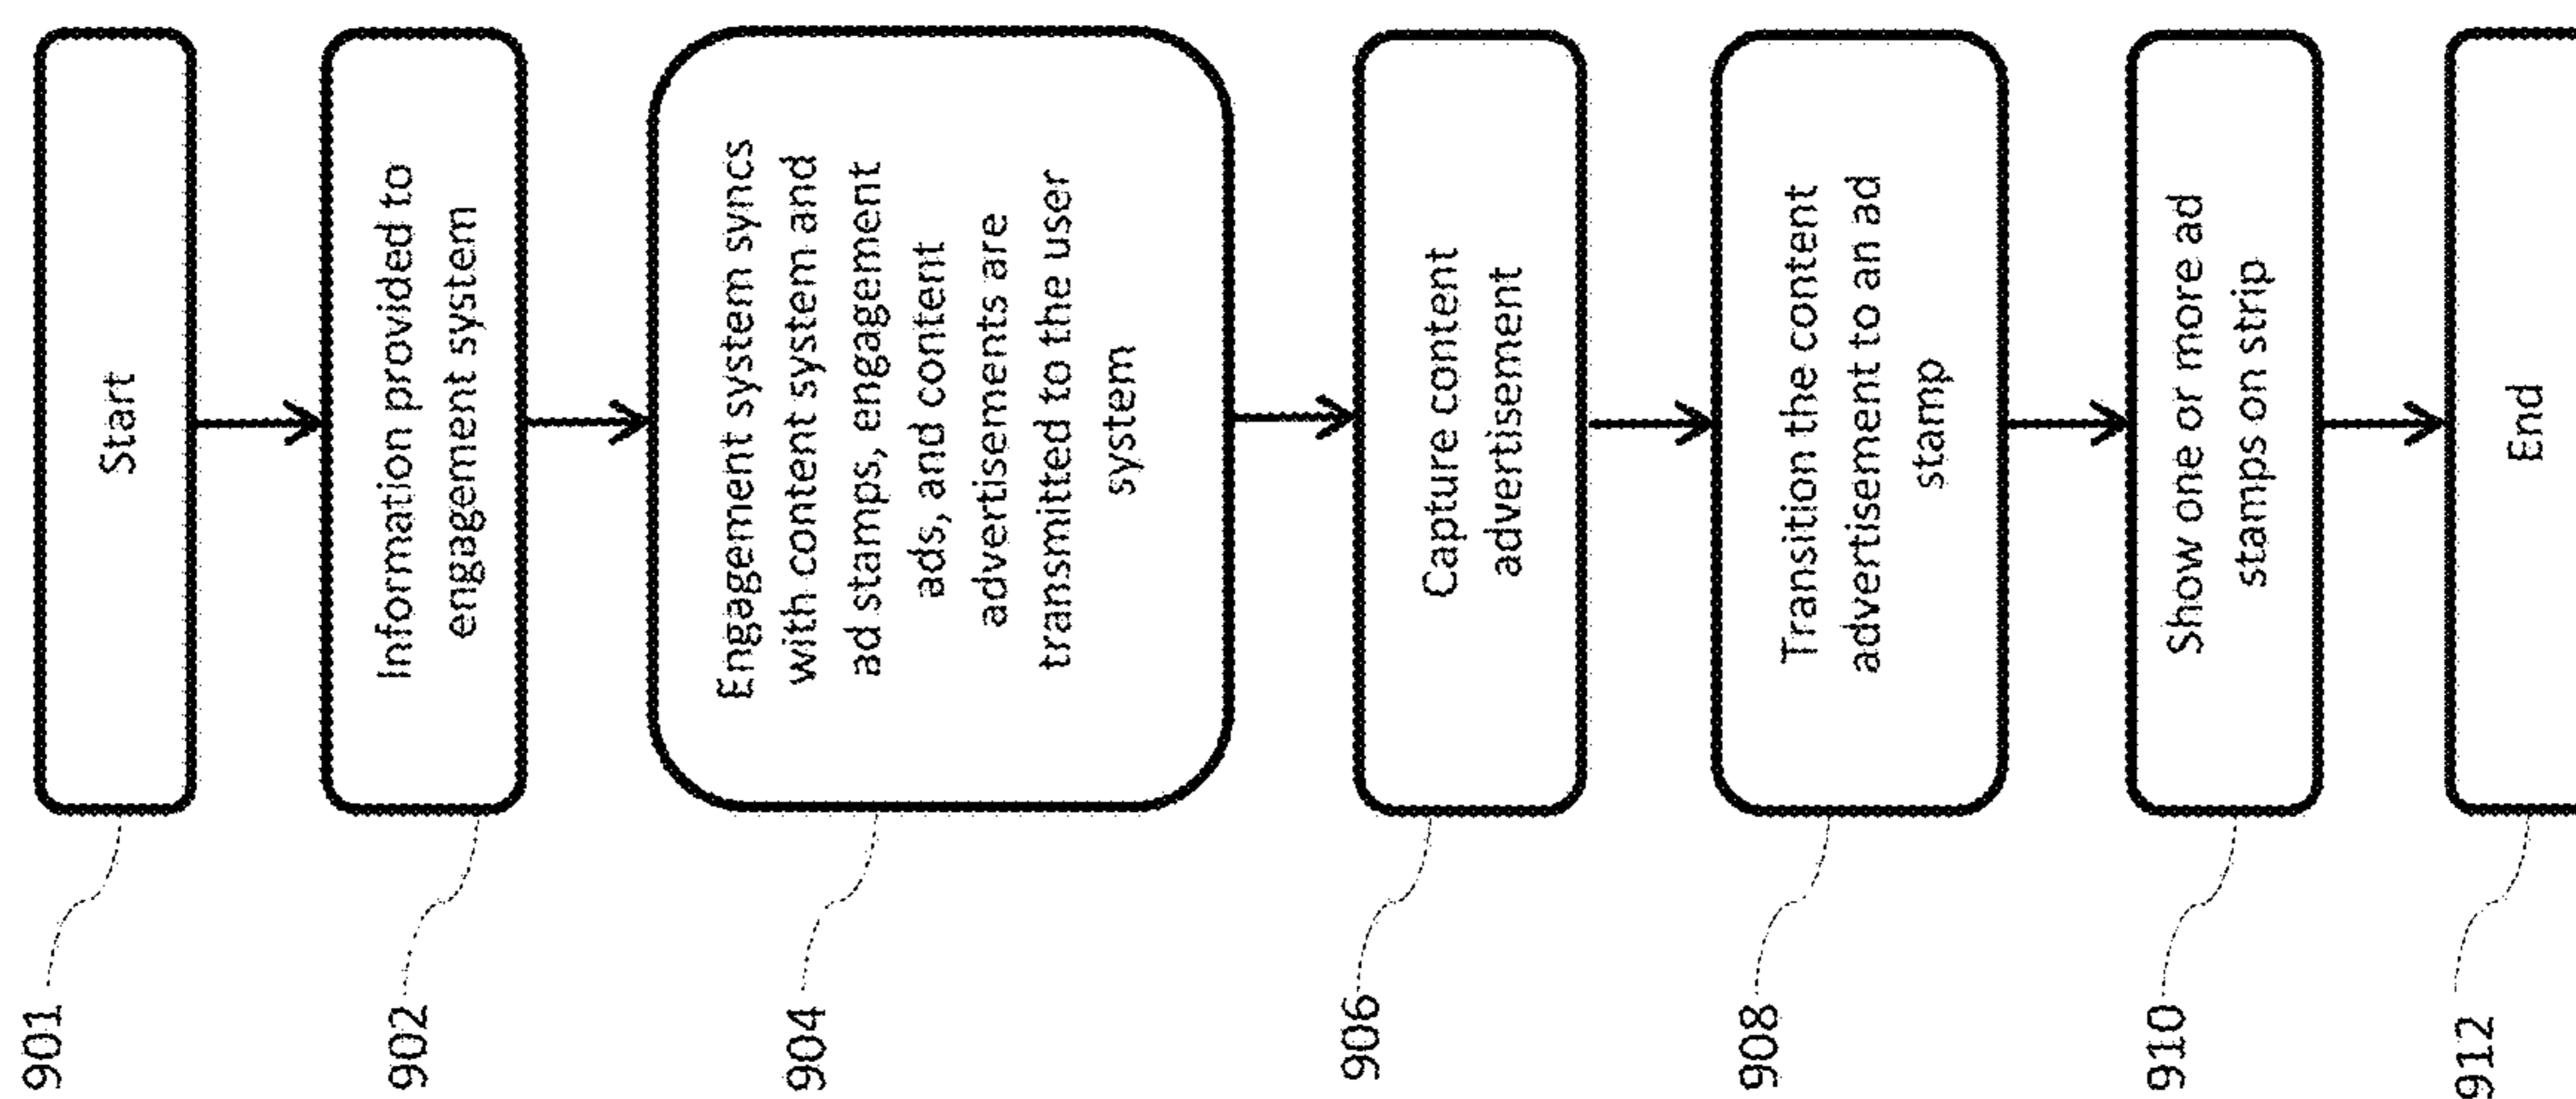 901
Start
902
Information provided to
engagement system
904
Engagement system syncs
with content system and
ad stamps, engagement
ads, and content
advertisements are
transmitted to the user
system
906
Capture content
advertisement
908
Transition the content
advertisement to an ad
stamp
910
Show one or more ad
stamps on strip
912
End